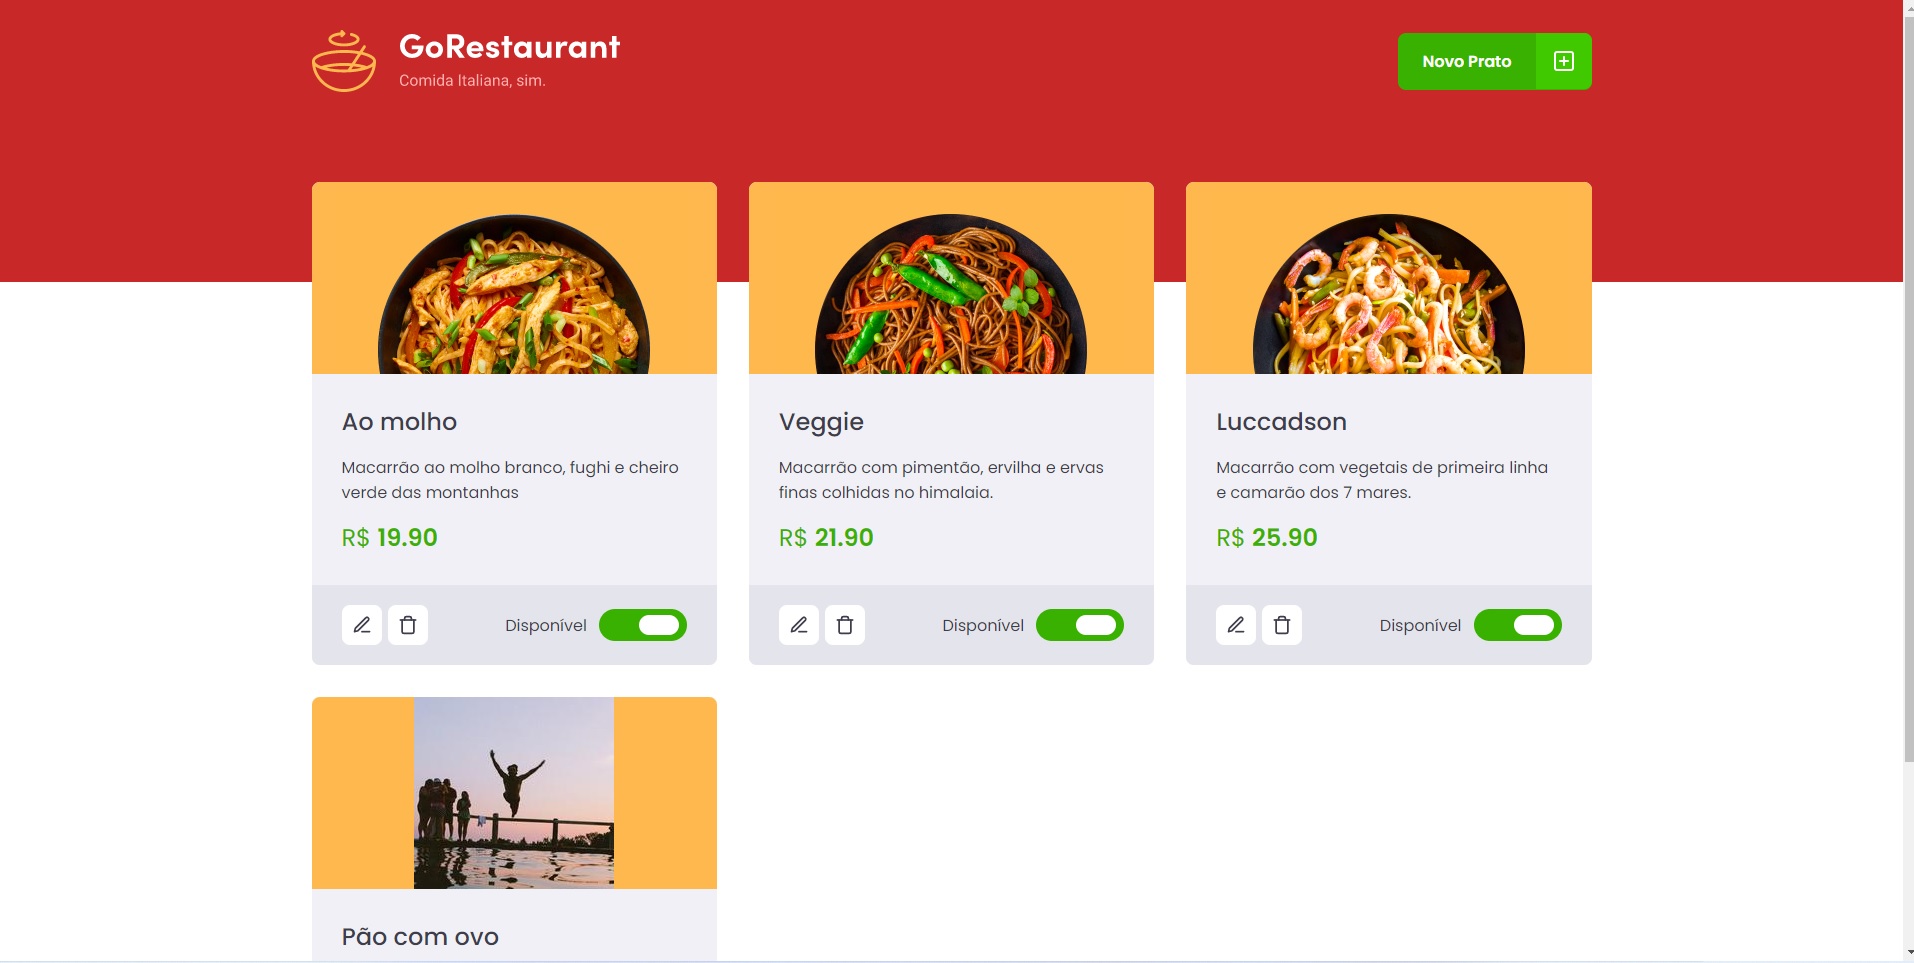 GoRestaurant
Comida Italiana, sim.
Novo Prato
Ao molho
Macarrão ao molho branco, fughi e cheiro
verde das montanhas
R$ 19.90
Disponível
Veggie
Macarrão com pimentão, ervilha e ervas
finas colhidas no himalaia.
R$ 21.90
Disponível
Luccadson
Macarrão com vegetais de primeira linha
e camarão dos 7 mares.
R$ 25.90
Disponível
Pão com ovo